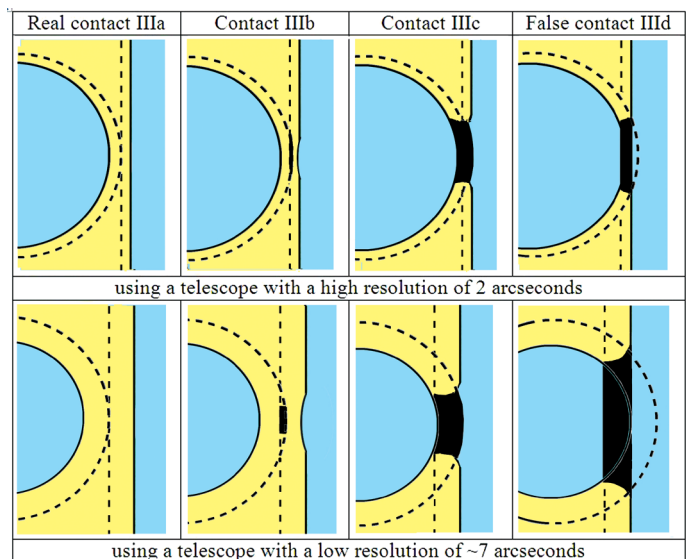 Real contact IIIa Contact IIIb Contact IIIc False contact IIId
using a telescope with a high resolution of 2 arcseconds
using a telescope with a low resolution of ~7 arcseconds